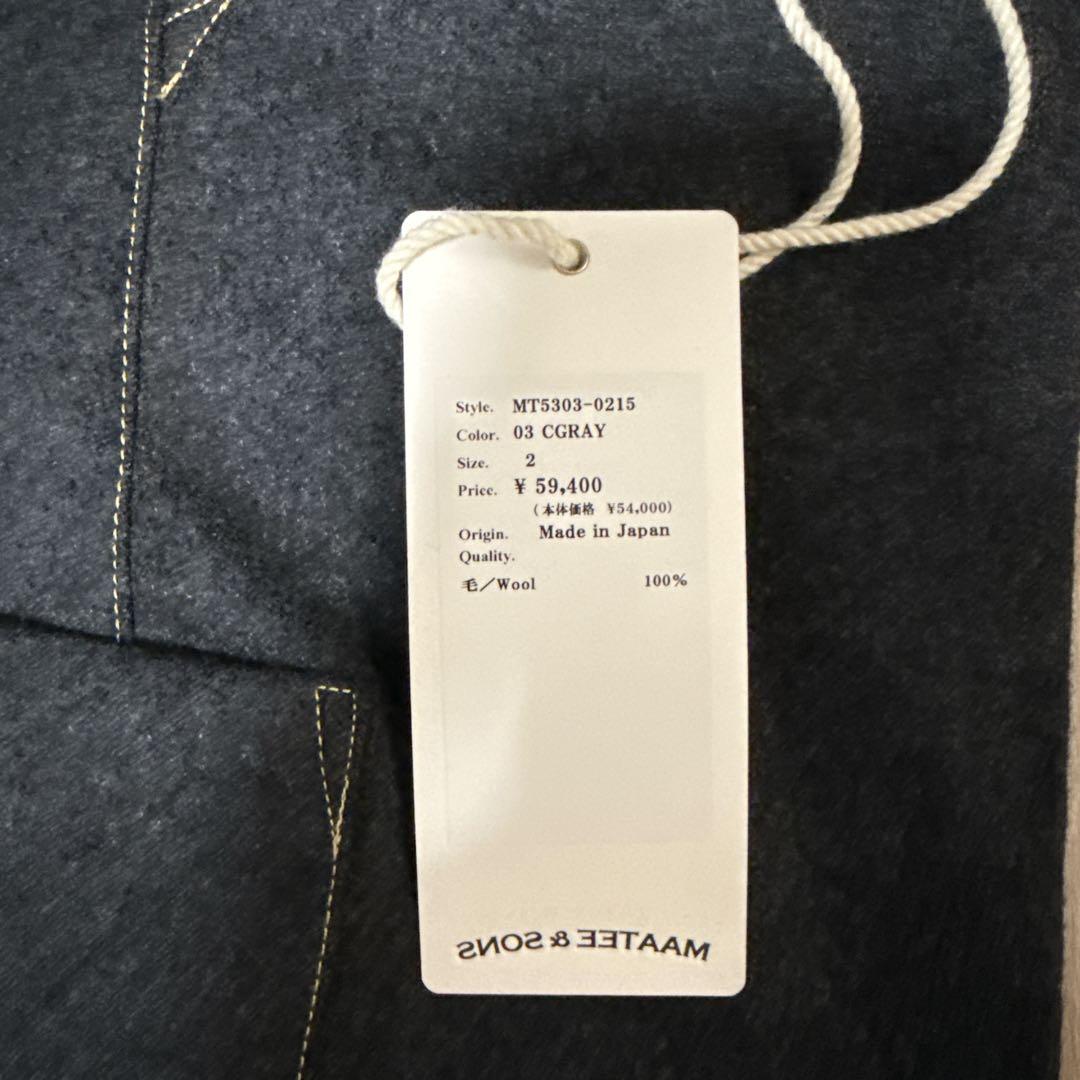 Style. MT5303-0215
Color. 03 CGRAY
Size. 2
Price. ¥ 59,400
(本体価格 ¥54,000)
Origin. Made in Japan
Quality.
毛/Wool 100%
MAATEE & SONS